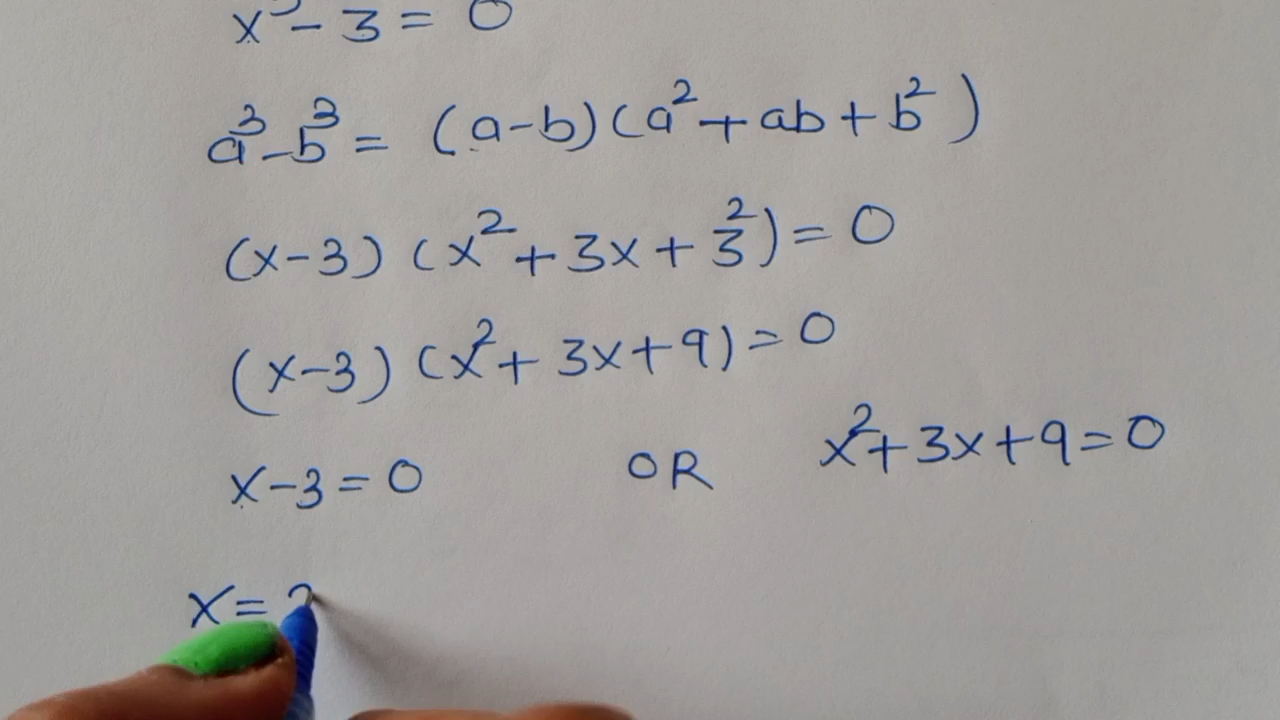 x³ - 3 = 0
a³ - b³ = (a - b)(a² + ab + b²)
(x - 3) (x² + 3x + 3²) = 0
(x - 3) (x² + 3x + 9) = 0
x - 3 = 0 OR x² + 3x + 9 = 0
x =